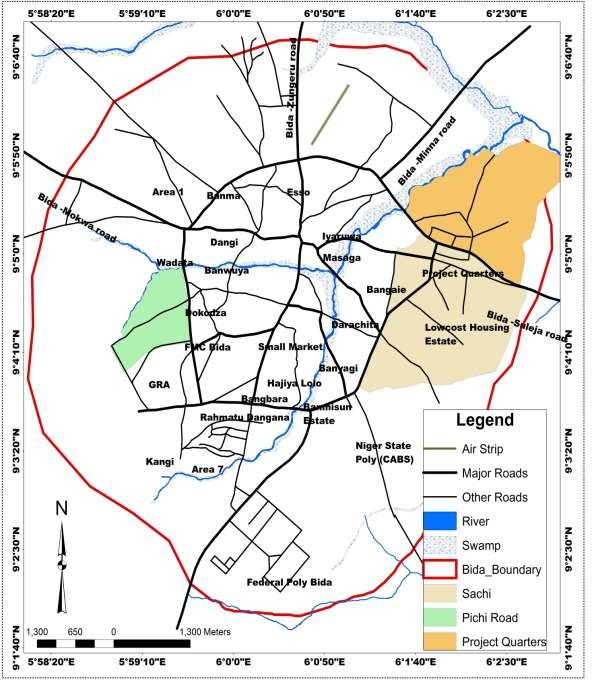 5°58'20"E 5°59'10"E 6°0'0"E 6°0'50"E 6°1'40"E 6°2'30"E
9°6'40"N 9°6'40"N
Bida -Zungeru road
Bida -Minna road
9°5'50"N 9°5'50"N
Area 1
Banma
Esso
Bida -Mokwa road
Iyaruwa
Dangi
9°5'0"N 9°5'0"N
Masaga
Wadata
Banwuya
Project Quarters
Bangaie
Dokodza
Bida -Suleja road
Darachita
Lowcost Housing
Estate
9°4'10"N 9°4'10"N
FMC Bida
Small Market
Banyagi
GRA
Hajiya Lolo
Bangbara
Banmisun
Estate
Rahmatu Dangana
9°3'20"N 9°3'20"N
Niger State
Poly (CABS)
Kangi
Area 7
N
9°2'30"N 9°2'30"N
Federal Poly Bida
1,300 650 0 1,300 Meters
9°1'40"N 9°1'40"N
5°58'20"E 5°59'10"E 6°0'0"E 6°0'50"E 6°1'40"E 6°2'30"E
Legend
Air Strip
Major Roads
Other Roads
River
Swamp
Bida_Boundary
Sachi
Pichi Road
Project Quarters